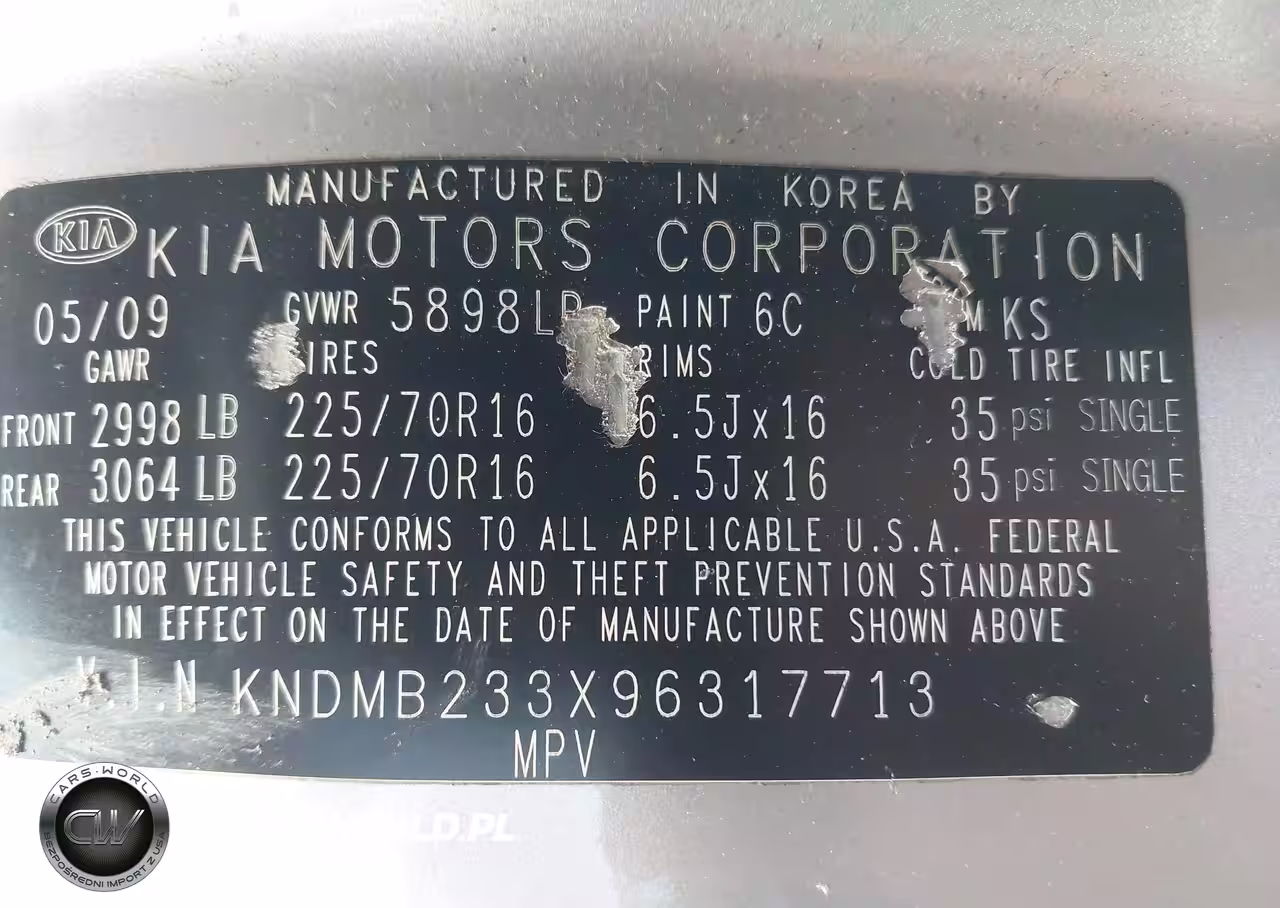 MANUFACTURED IN KOREA BY
KIA KIA MOTORS CORPORATION
05/09 GVWR 5898LB PAINT 6C KS
GAWR RIMS COLD TIRE INFL
FRONT 2998 LB 225/70R16 6.5Jx16 35 psi SINGLE
REAR 3064 LB 225/70R16 6.5Jx16 35 psi SINGLE
THIS VEHICLE CONFORMS TO ALL APPLICABLE U.S.A. FEDERAL
MOTOR VEHICLE SAFETY AND THEFT PREVENTION STANDARDS
IN EFFECT ON THE DATE OF MANUFACTURE SHOWN ABOVE
V.I.N KNDMB233X96317713
MPV
CARS-WORLD
CW
BEZPOŚREDNI IMPORT Z USA